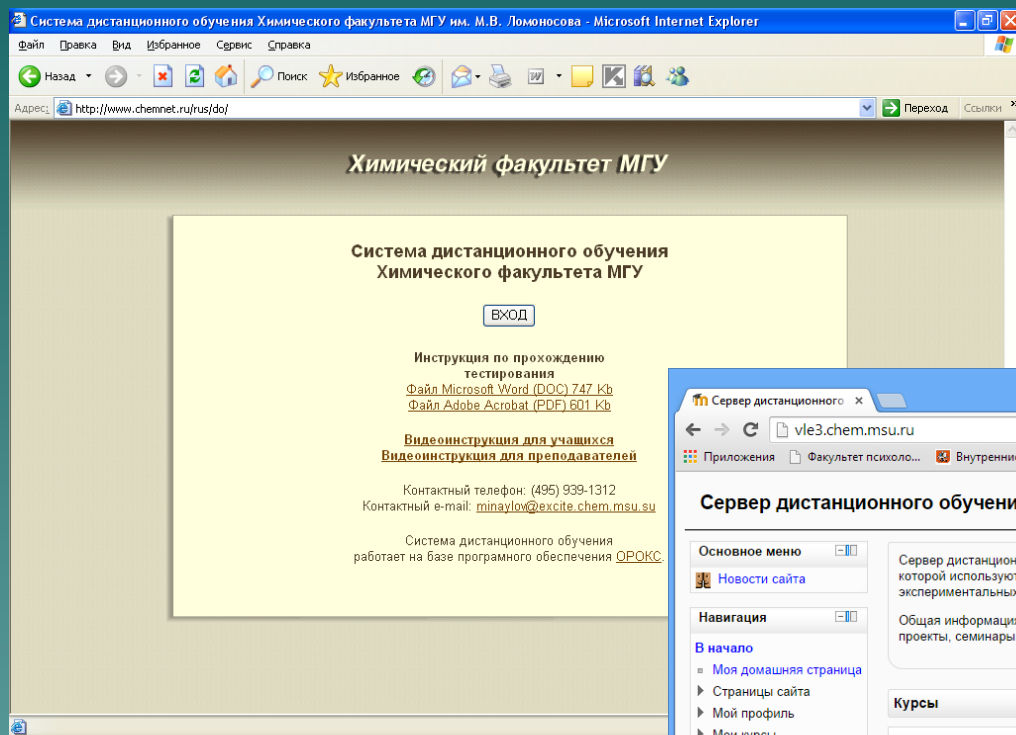 Система дистанционного обучения Химического факультета МГУ им. М.В. Ломоносова - Microsoft Internet Explorer
Файл Правка Вид Избранное Сервис Справка
Назад Поиск Избранное
Адрес: http://www.chemnet.ru/rus/do/ Переход Ссылки »
Химический факультет МГУ
Система дистанционного обучения
Химического факультета МГУ
ВХОД
Инструкция по прохождению
тестирования
Файл Microsoft Word (DOC) 747 Kb
Файл Adobe Acrobat (PDF) 601 Kb
Видеоинструкция для учащихся
Видеоинструкция для преподавателей
Контактный телефон: (495) 939-1312
Контактный e-mail: minaylov@excite.chem.msu.su
Система дистанционного обучения
работает на базе програмного обеспечения ОРОКС.
Сервер дистанционного ×
vle3.chem.msu.ru
Приложения Факультет психоло... Внутренние
Сервер дистанционного обучени
Основное меню
Новости сайта
Навигация
В начало
Моя домашняя страница
Страницы сайта
Мой профиль
Мои курсы
Сервер дистанцион
которой используют
экспериментальных
Общая информация
проекты, семинары
Курсы